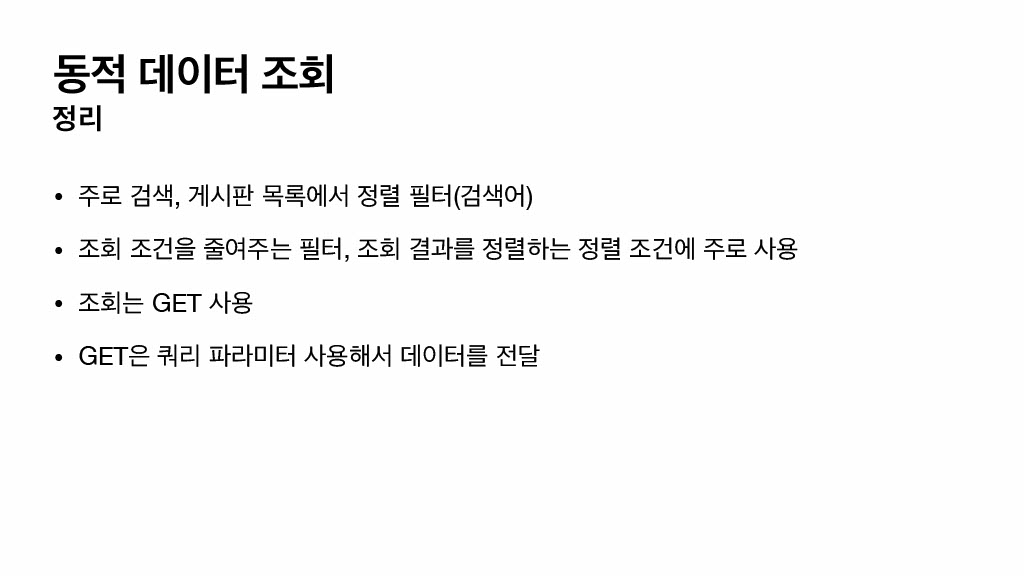 동적 데이터 조회
정리
• 주로 검색, 게시판 목록에서 정렬 필터(검색어)
• 조회 조건을 줄여주는 필터, 조회 결과를 정렬하는 정렬 조건에 주로 사용
• 조회는 GET 사용
• GET은 쿼리 파라미터 사용해서 데이터를 전달